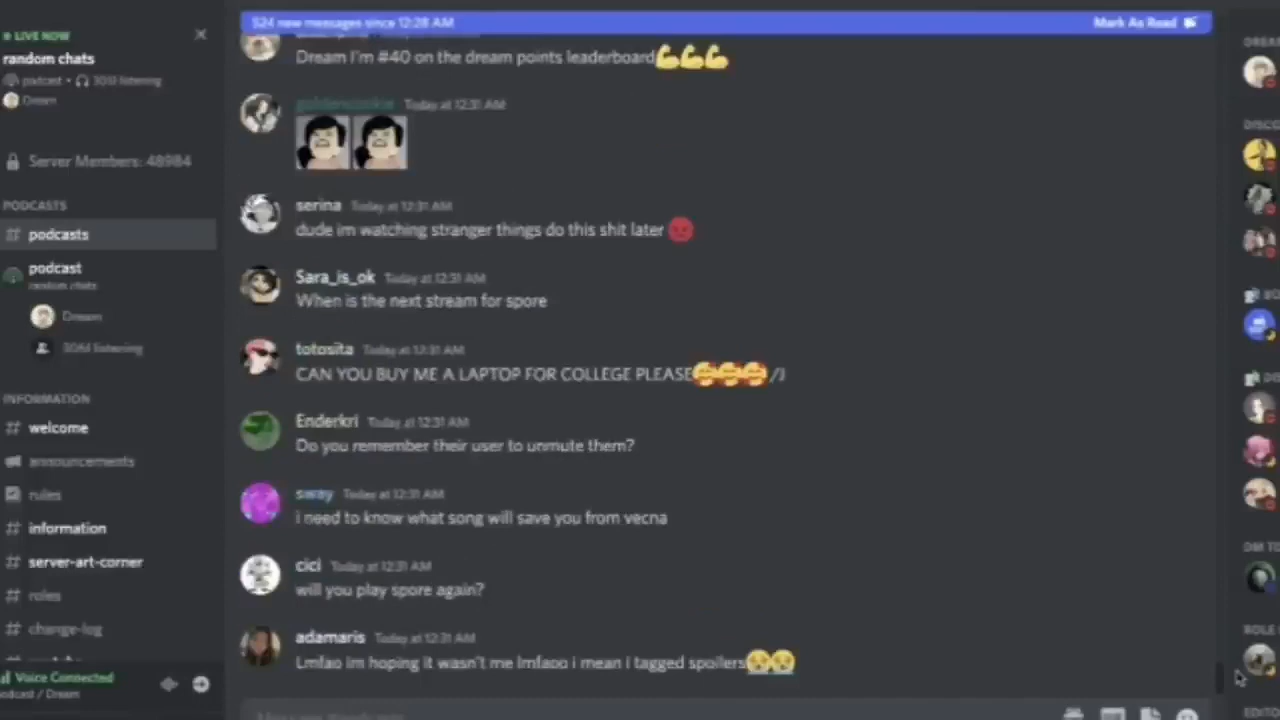 LIVE NOW
random chats
podcast • 3013 listening
Dream
Server Members: 48984
PODCASTS
# podcasts
podcast
random chats
Dream
3014 listening
INFORMATION
# welcome
announcements
rules
# information
# server-art-corner
# roles
# change-log
Voice Connected
podcast / Dream
524 new messages since 12:28 AM
Mark As Read
Dream I'm #40 on the dream points leaderboard💪💪💪
goldencookie Today at 12:31 AM
serina Today at 12:31 AM
dude im watching stranger things do this shit later 😡
Sara_is_ok Today at 12:31 AM
When is the next stream for spore
totosita Today at 12:31 AM
CAN YOU BUY ME A LAPTOP FOR COLLEGE PLEASE🥰🥰🥰 /J
Enderkri Today at 12:31 AM
Do you remember their user to unmute them?
sway Today at 12:31 AM
i need to know what song will save you from vecna
cici Today at 12:31 AM
will you play spore again?
adamaris Today at 12:31 AM
Lmfao im hoping it wasn't me lmfaoo i mean i tagged spoilers😭😭